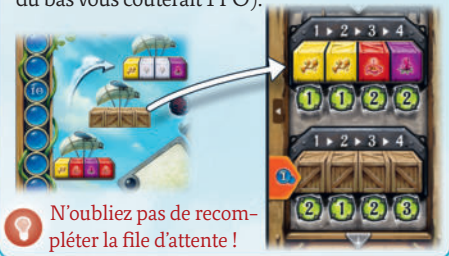 du bas vous coûterait 1 PO).
16
1 ▸ 2 ▸ 3 ▸ 4
1 1 2 2
1 ▸ 2 ▸ 3 ▸ 4
2 1 2 3
N'oubliez pas de recom-
pléter la file d'attente !